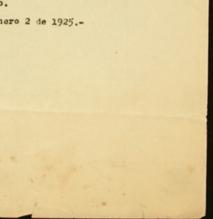 o.
nero 2 de 1925.-